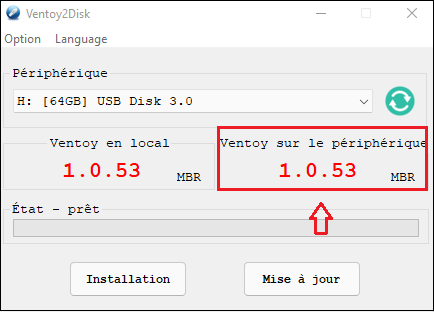 Ventoy2Disk
Option Language
Périphérique
H: [64GB] USB Disk 3.0
Ventoy en local
Ventoy sur le périphérique
1.0.53 MBR
1.0.53 MBR
État - prêt
Installation
Mise à jour